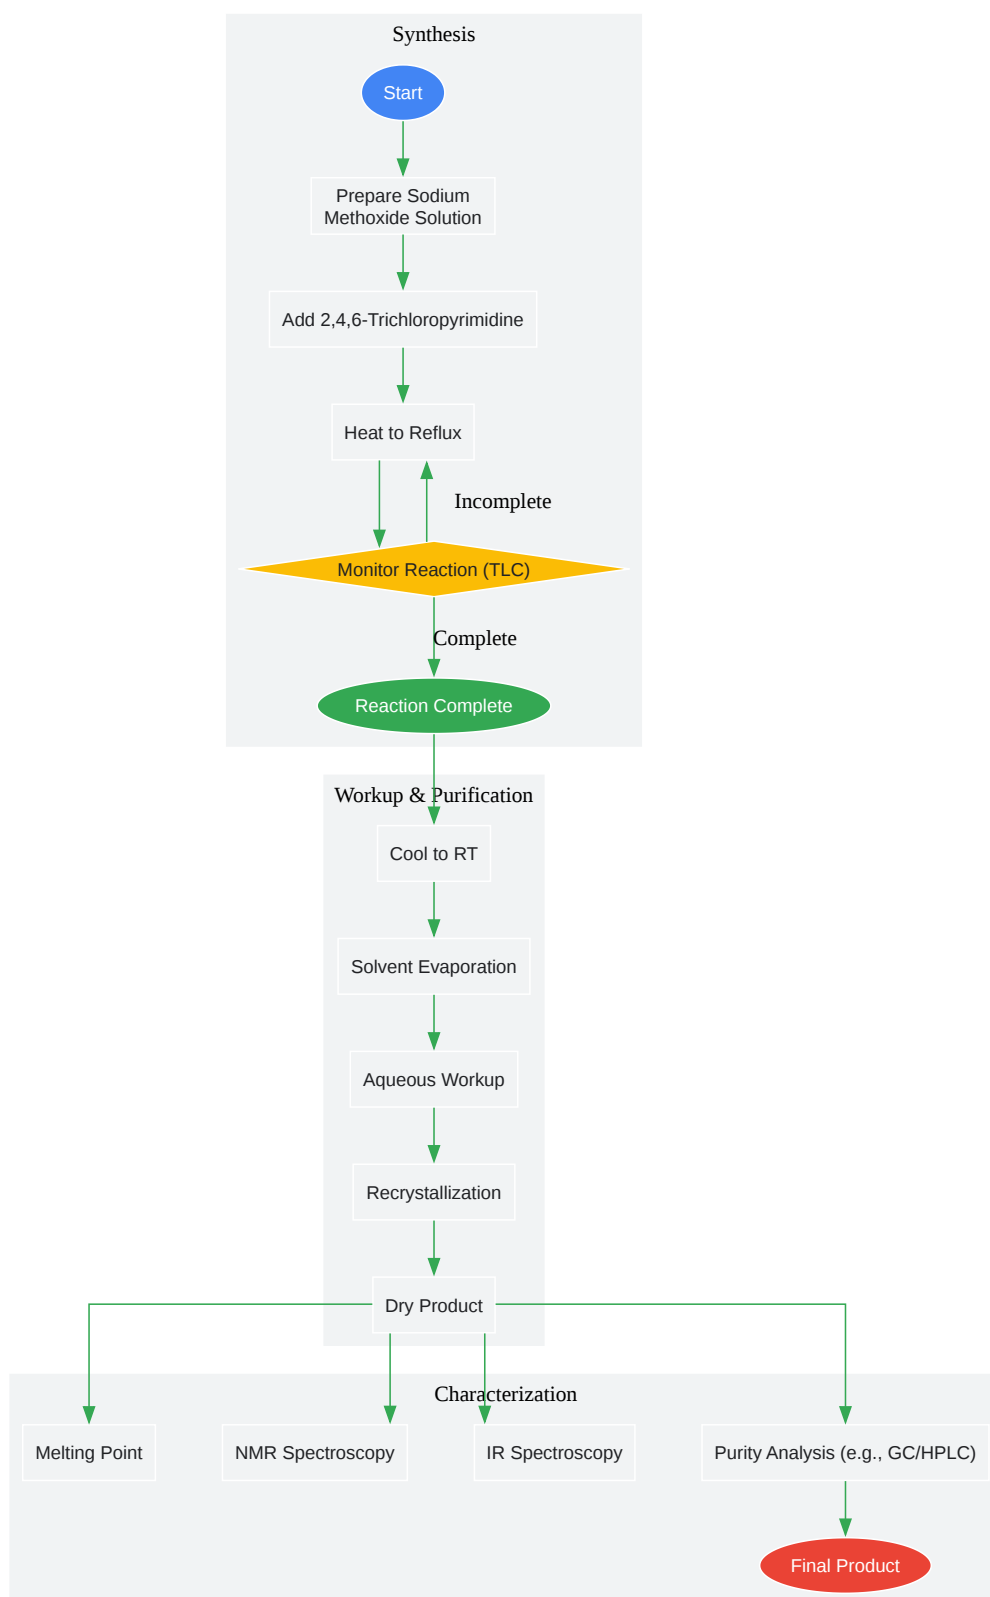 Synthesis
Start
Prepare Sodium
Methoxide Solution
Add 2,4,6-Trichloropyrimidine
Heat to Reflux
Incomplete
Monitor Reaction (TLC)
Complete
Reaction Complete
Workup & Purification
Cool to RT
Solvent Evaporation
Aqueous Workup
Recrystallization
Dry Product
Characterization
Melting Point
NMR Spectroscopy
IR Spectroscopy
Purity Analysis (e.g., GC/HPLC)
Final Product